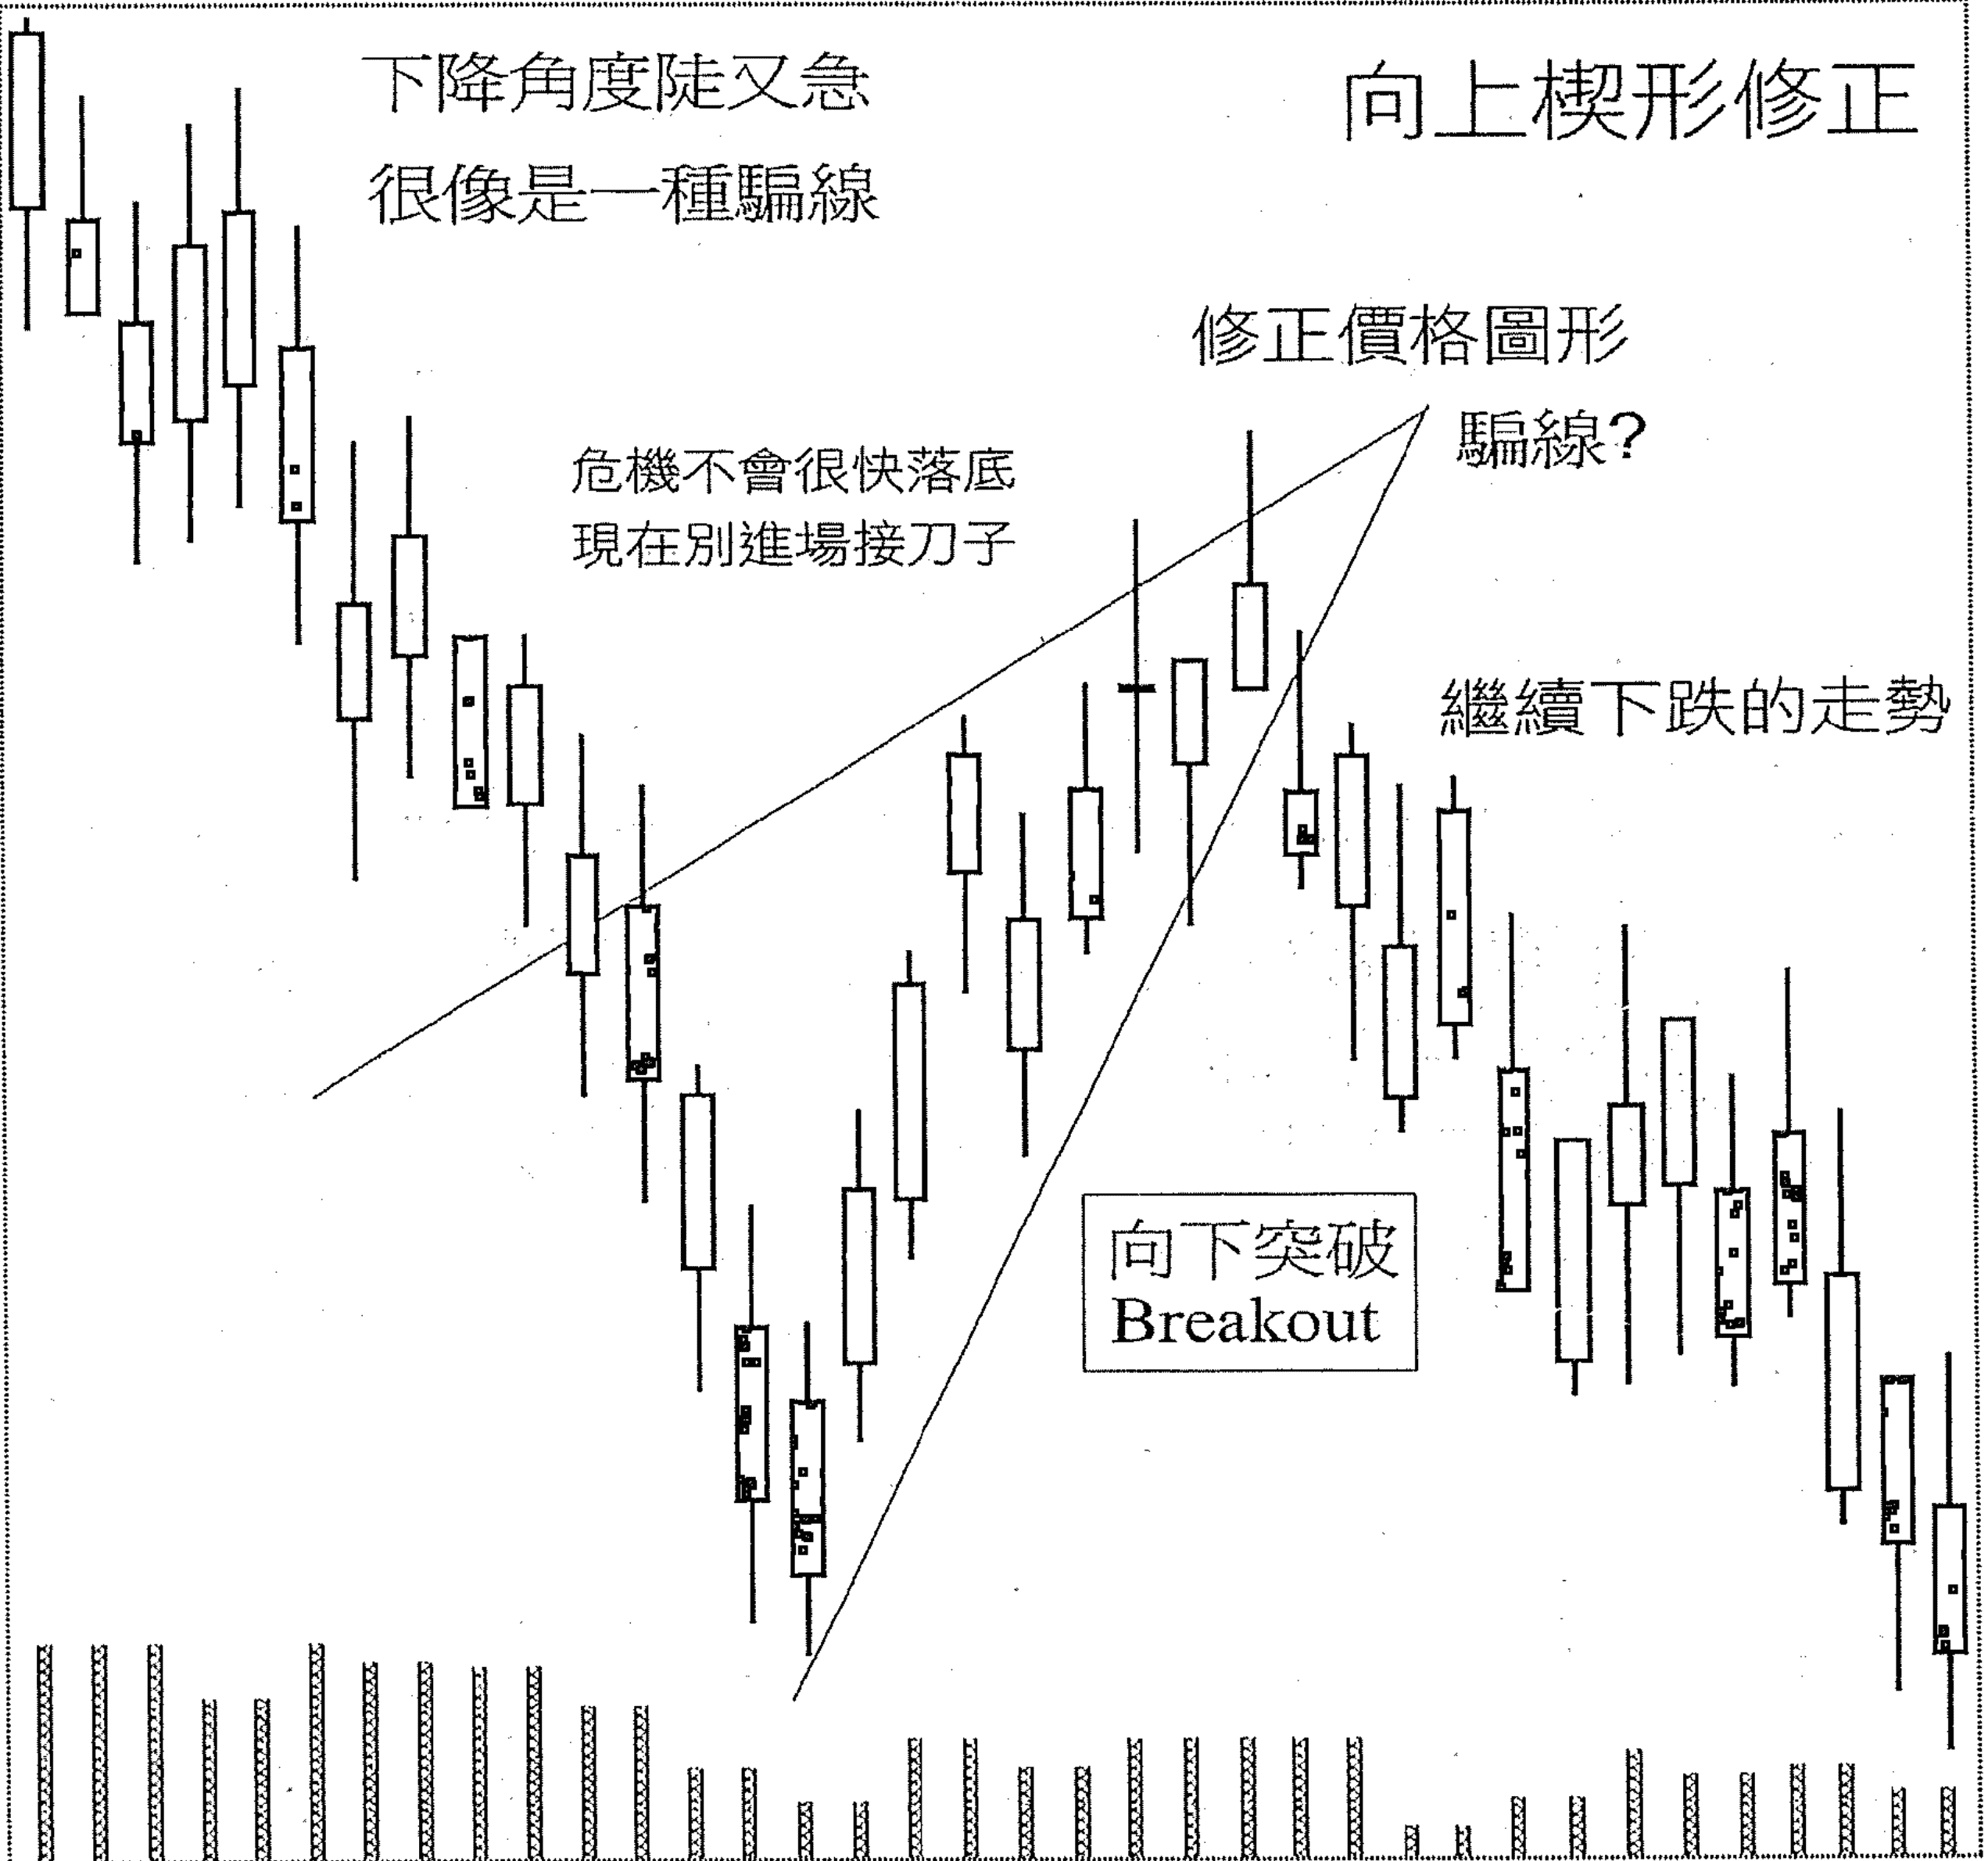 向上楔形修正
下降角度陡又急
很像是一種騙線
修正價格圖形
騙線?
危機不會很快落底
現在別進場接刀子
繼續下跌的走勢
向下突破
Breakout